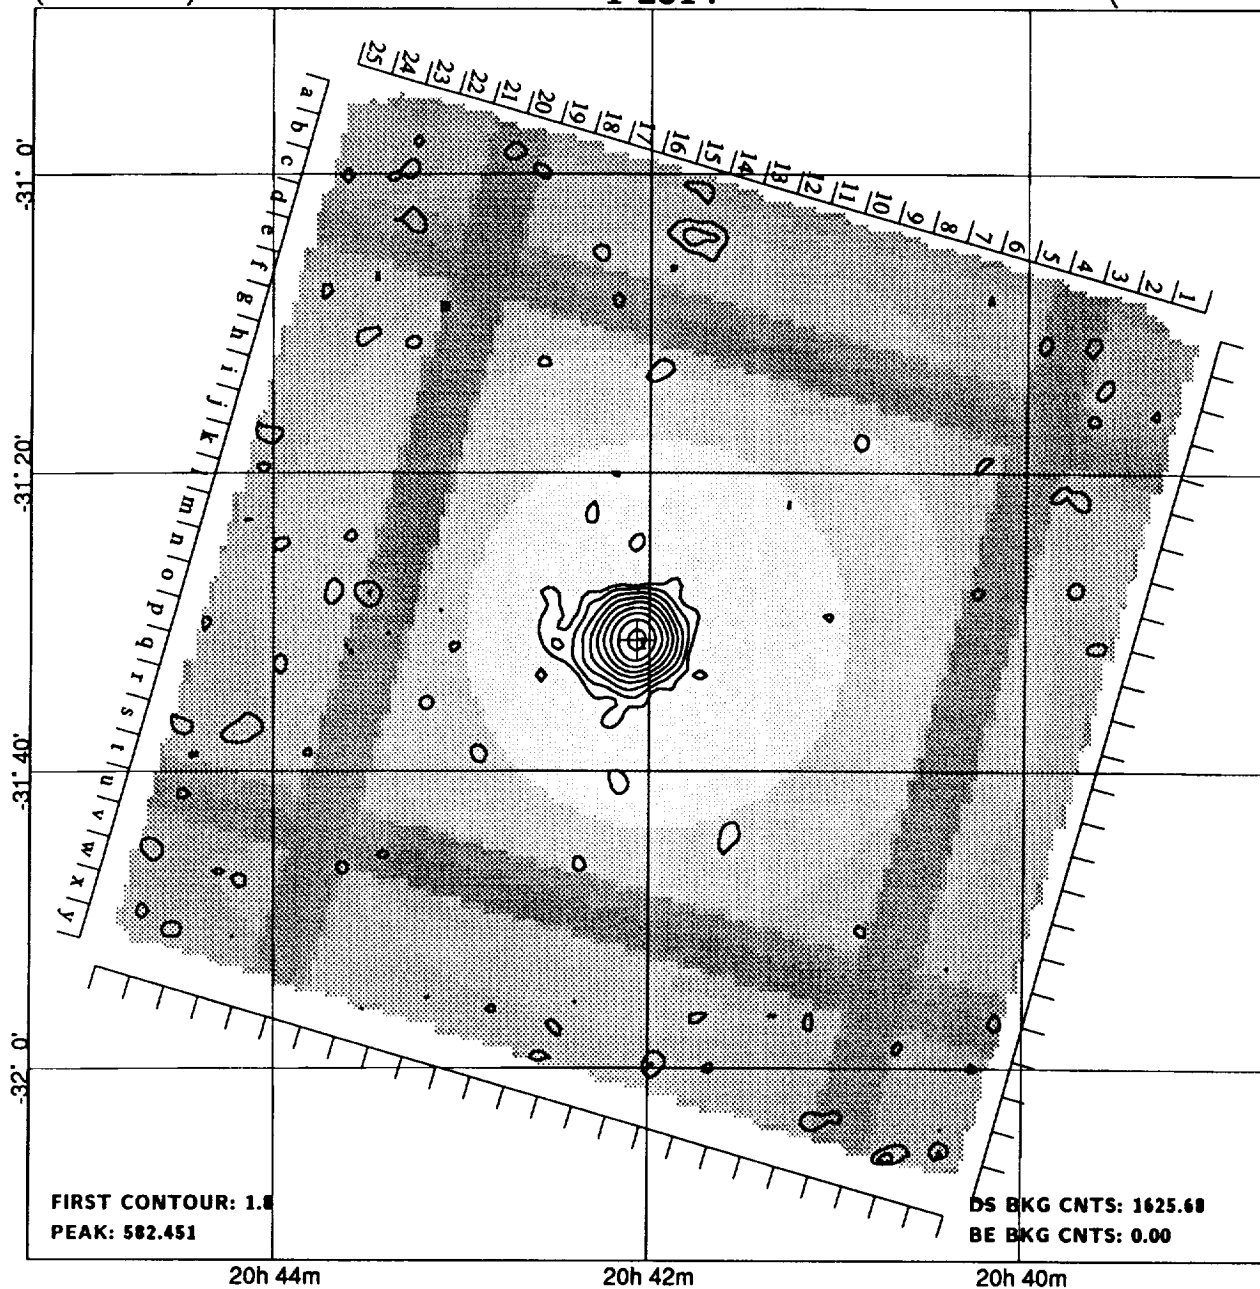 25 24 23 22 21 20 19 18 17 16 15 14 13 12 11 10 9 8 7 6 5 4 3 2 1
a b c d e f g h i j k l m n o p q r s t u v w x y
-31° 0'
-31° 20'
-31° 40'
-32° 0'
FIRST CONTOUR: 1.8
PEAK: 582.451
DS BKG CNTS: 1625.68
BE BKG CNTS: 0.00
20h 44m 20h 42m 20h 40m